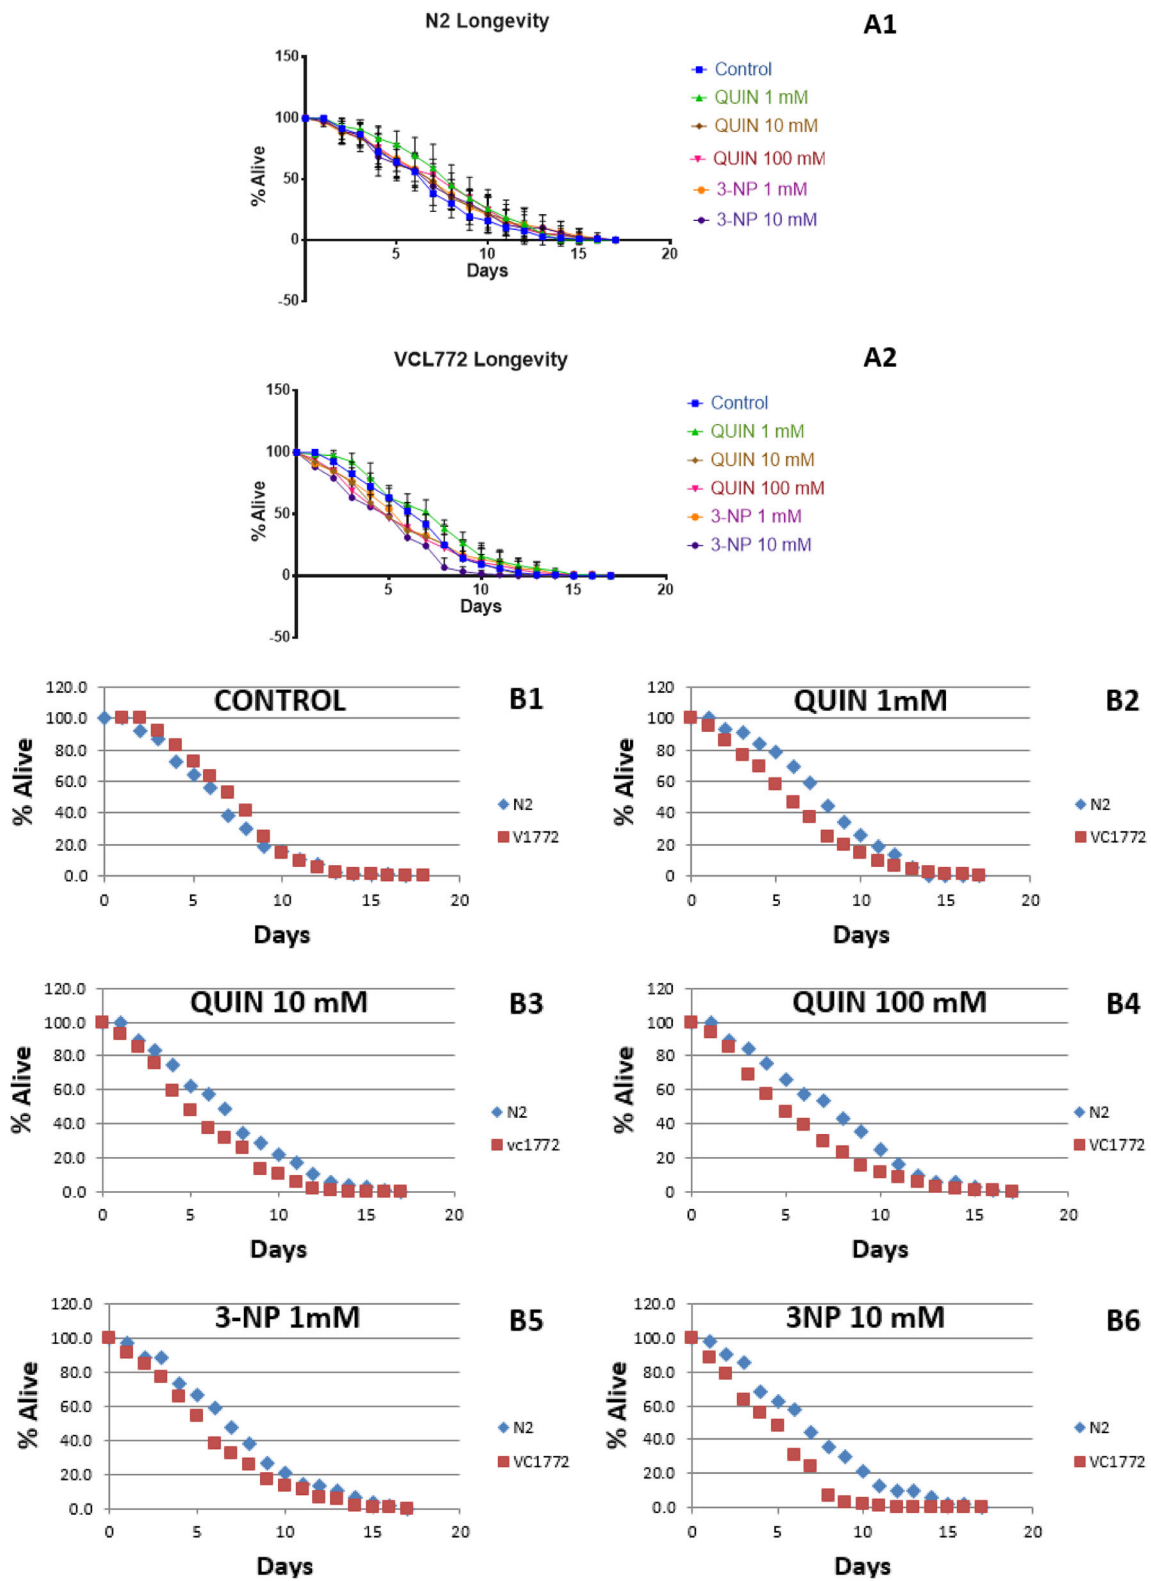 N2 Longevity
A1
150
100
50
0
-50
% Alive
5
10
15
20
Days
Control
QUIN 1 mM
QUIN 10 mM
QUIN 100 mM
3-NP 1 mM
3-NP 10 mM
VCL772 Longevity
A2
150
100
50
0
-50
% Alive
5
10
15
20
Days
Control
QUIN 1 mM
QUIN 10 mM
QUIN 100 mM
3-NP 1 mM
3-NP 10 mM
CONTROL
B1
120.0
100.0
80.0
60.0
40.0
20.0
0.0
% Alive
0 5 10 15 20
Days
N2
V1772
QUIN 1mM
B2
120
100
80
60
40
20
0
% Alive
0 5 10 15 20
Days
N2
VC1772
QUIN 10 mM
B3
120.0
100.0
80.0
60.0
40.0
20.0
0.0
% Alive
0 5 10 15 20
Days
N2
vc1772
QUIN 100 mM
B4
120
100
80
60
40
20
0
% Alive
0 5 10 15 20
Days
N2
VC1772
3-NP 1mM
B5
120.0
100.0
80.0
60.0
40.0
20.0
0.0
% Alive
0 5 10 15 20
Days
N2
VC1772
3NP 10 mM
B6
120.0
100.0
80.0
60.0
40.0
20.0
0.0
% Alive
0 5 10 15 20
Days
N2
VC1772